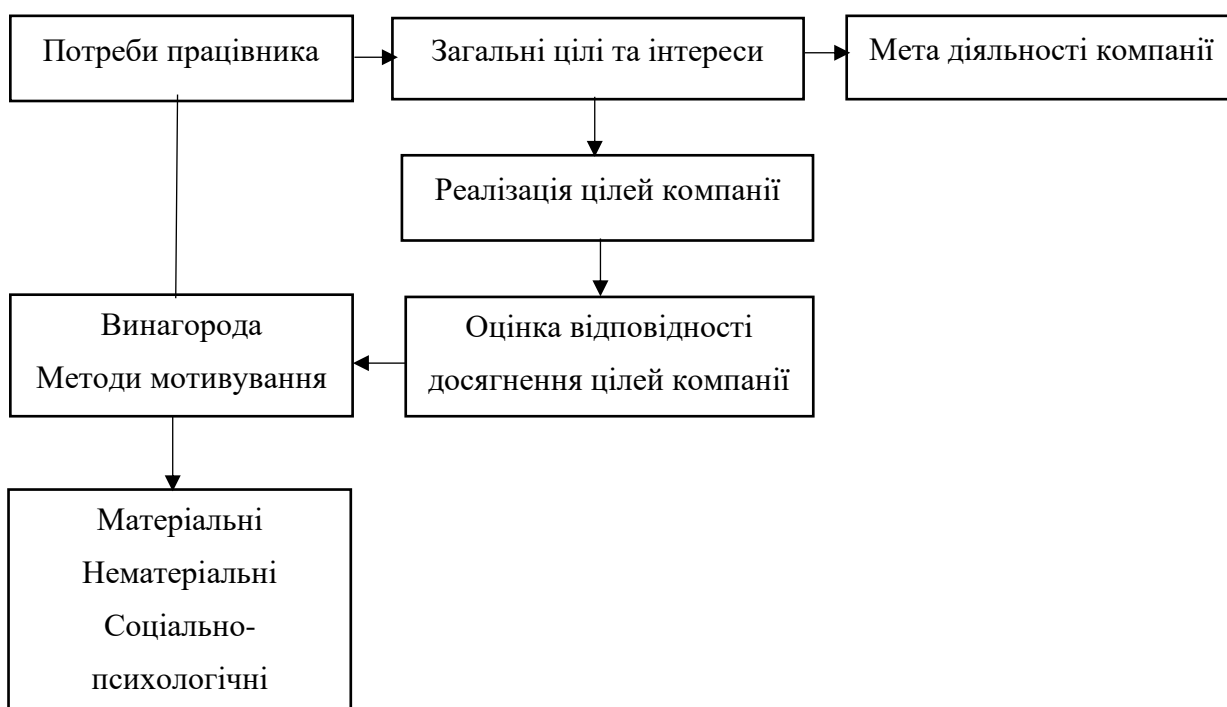 Потреби працівника
Загальні цілі та інтереси
Мета діяльності компанії
Реалізація цілей компанії
Винагорода
Методи мотивування
Оцінка відповідності
досягнення цілей компанії
Матеріальні
Нематеріальні
Соціально-
психологічні